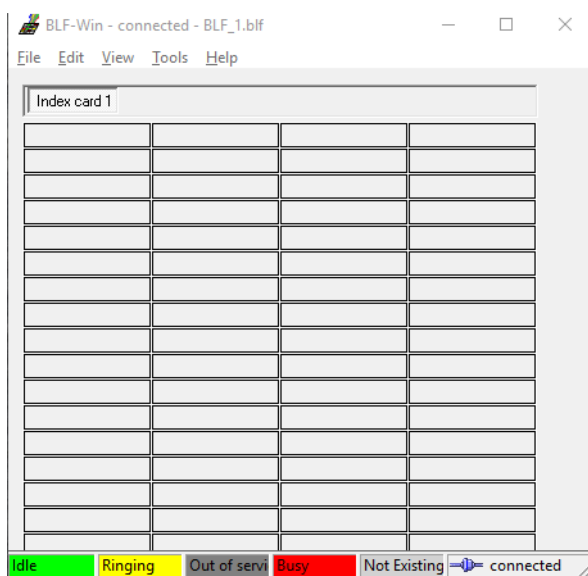 BLF-Win - connected - BLF_1.blf
File Edit View Tools Help
Index card 1
Idle Ringing Out of servi Busy Not Existing connected